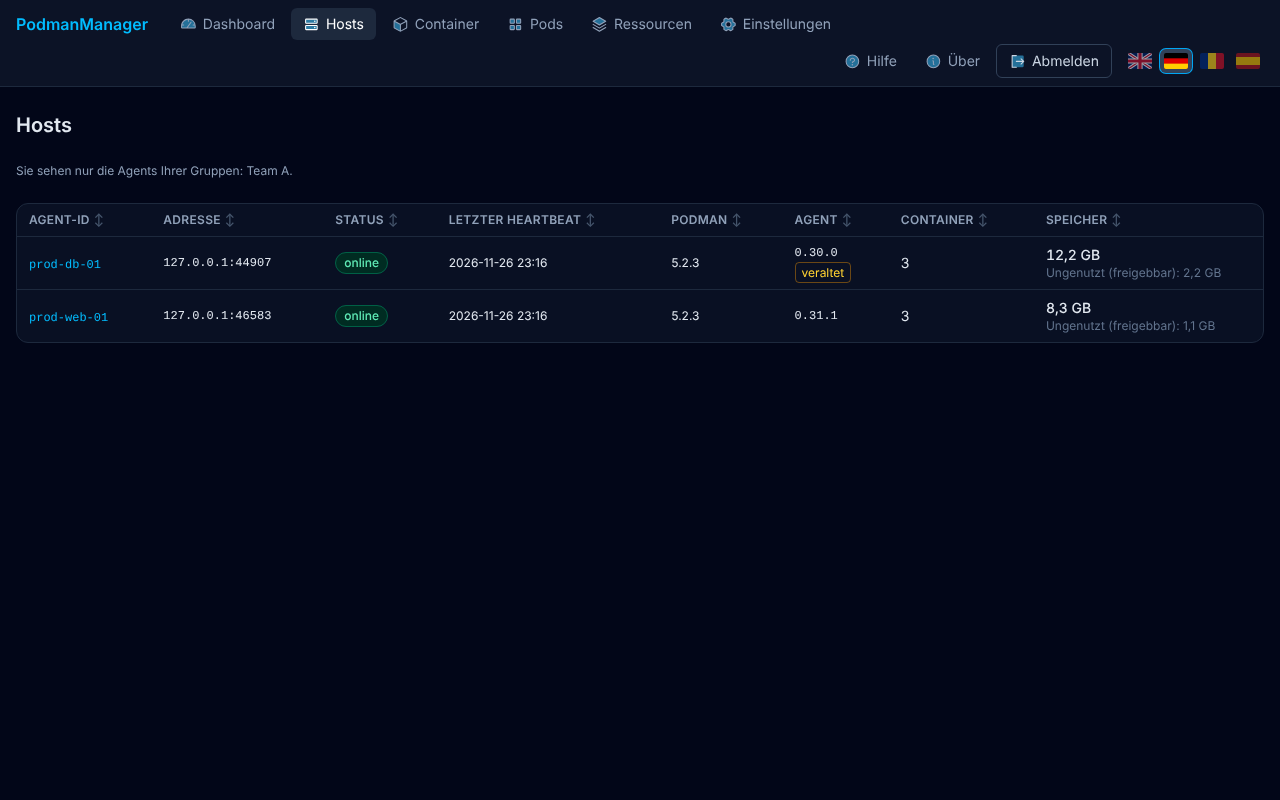 PodmanManager Dashboard Hosts Container Pods Ressourcen Einstellungen
Hilfe Über Abmelden
Hosts
Sie sehen nur die Agents Ihrer Gruppen: Team A.
AGENT-ID ADRESSE STATUS LETZTER HEARTBEAT PODMAN AGENT CONTAINER SPEICHER
prod-db-01 127.0.0.1:44907 online 2026-11-26 23:16 5.2.3 0.30.0 3 12,2 GB
veraltet Ungenutzt (freigebbar): 2,2 GB
prod-web-01 127.0.0.1:46583 online 2026-11-26 23:16 5.2.3 0.31.1 3 8,3 GB
Ungenutzt (freigebbar): 1,1 GB